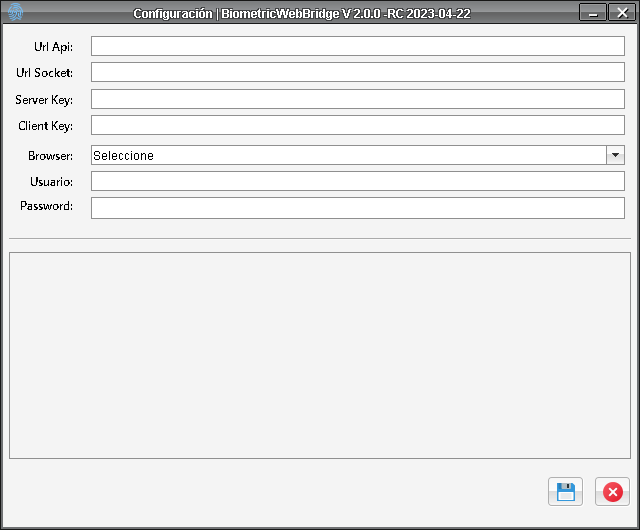 Configuración | BiometricWebBridge V 2.0.0 -RC 2023-04-22
Url Api:
Url Socket:
Server Key:
Client Key:
Browser: Seleccione
Usuario:
Password: